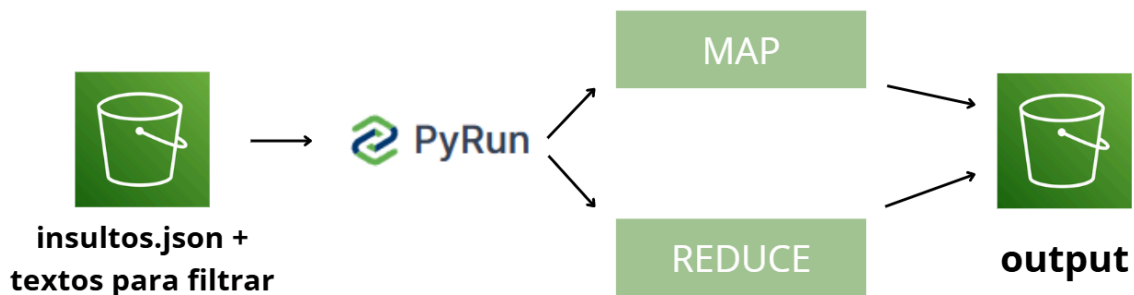 MAP
PyRun
insultos.json +
textos para filtrar
REDUCE
output